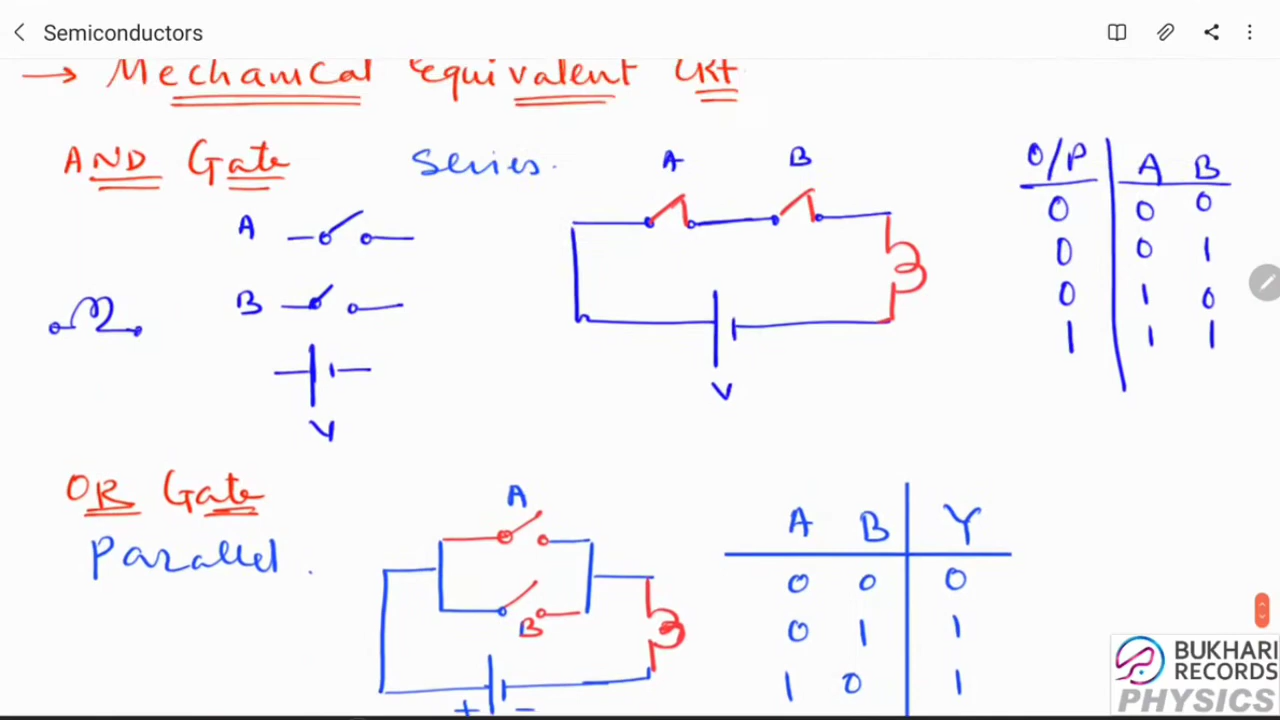 Semiconductors
→ Mechanical equivalent Ckt
AND Gate Series.
A B
A
B
V
V
O/P A B
0 0 0
0 0 1
0 1 0
1 1 1
OR Gate
Parallel.
A
B
+ -
A B Y
0 0 0
0 1 1
1 0 1
BUKHARI
RECORDS
PHYSICS